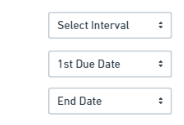 Select Interval
1st Due Date
End Date